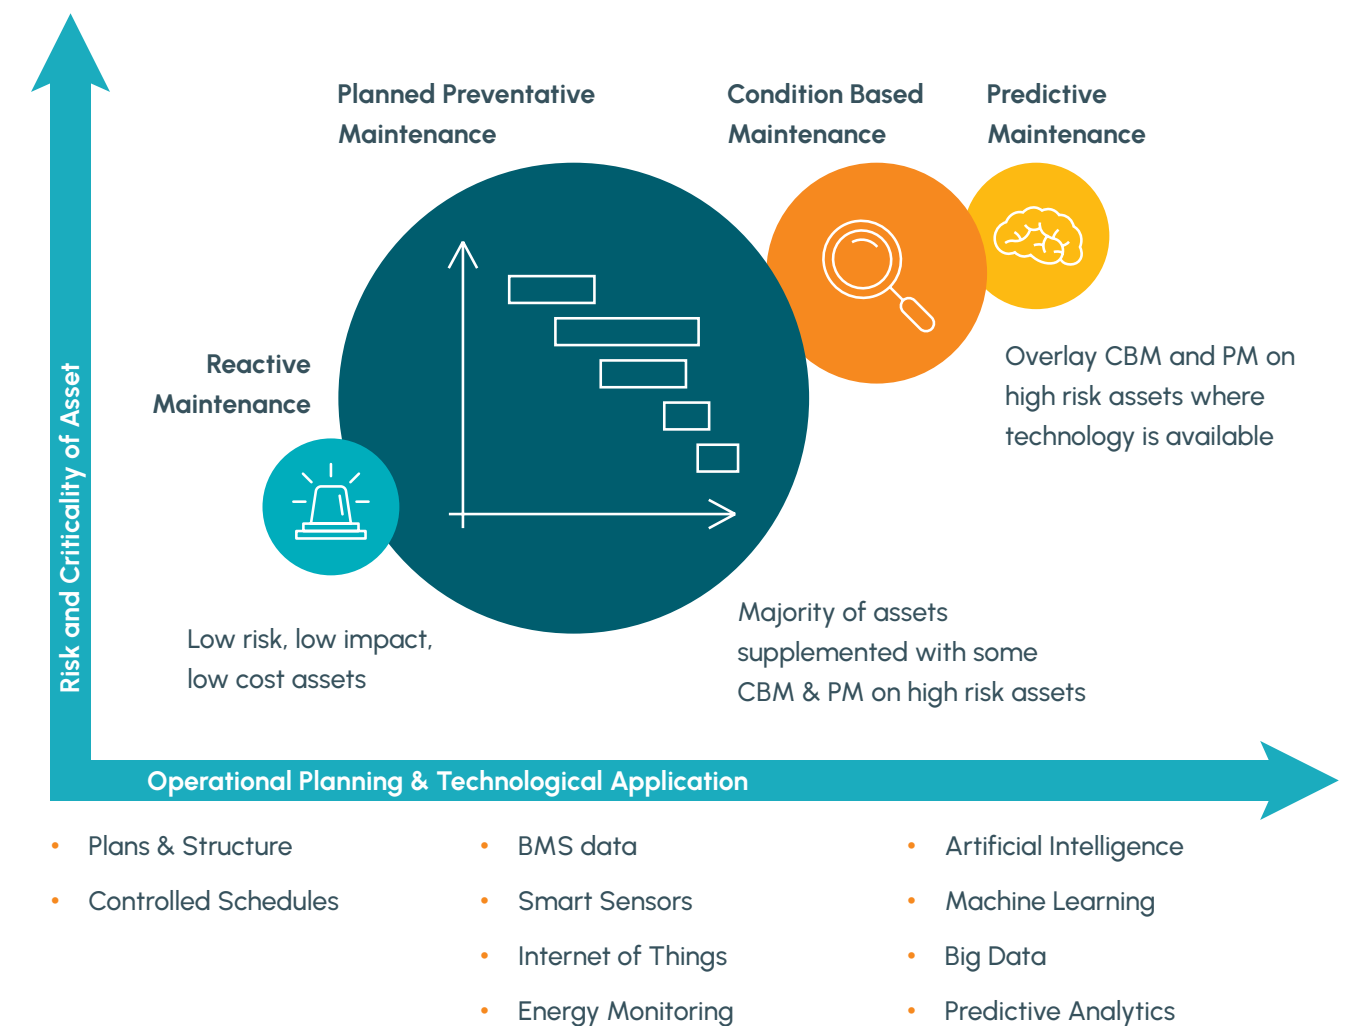 Planned Preventative
Maintenance
Condition Based
Maintenance
Predictive
Maintenance
Reactive
Maintenance
Overlay CBM and PM on
high risk assets where
technology is available
Low risk, low impact,
low cost assets
Majority of assets
supplemented with some
CBM & PM on high risk assets
Risk and Criticality of Asset
Operational Planning & Technological Application
• Plans & Structure
• Controlled Schedules
• BMS data
• Smart Sensors
• Internet of Things
• Energy Monitoring
• Artificial Intelligence
• Machine Learning
• Big Data
• Predictive Analytics